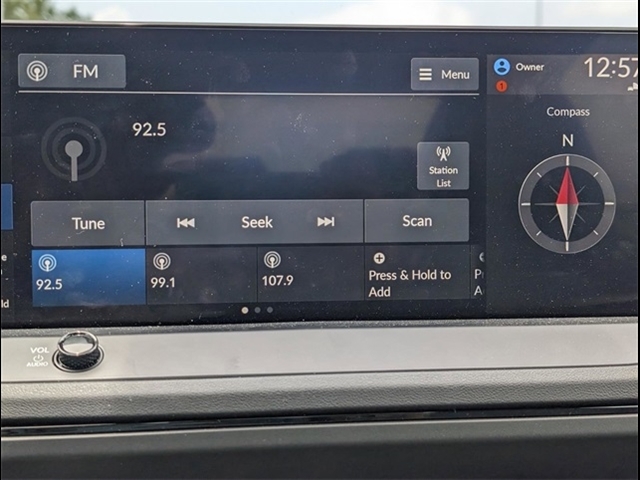 FM
Menu
Owner
12:57
1
92.5
Compass
N
Station
List
Tune
Seek
Scan
92.5
99.1
107.9
Press & Hold to
Add
VOL
AUDIO